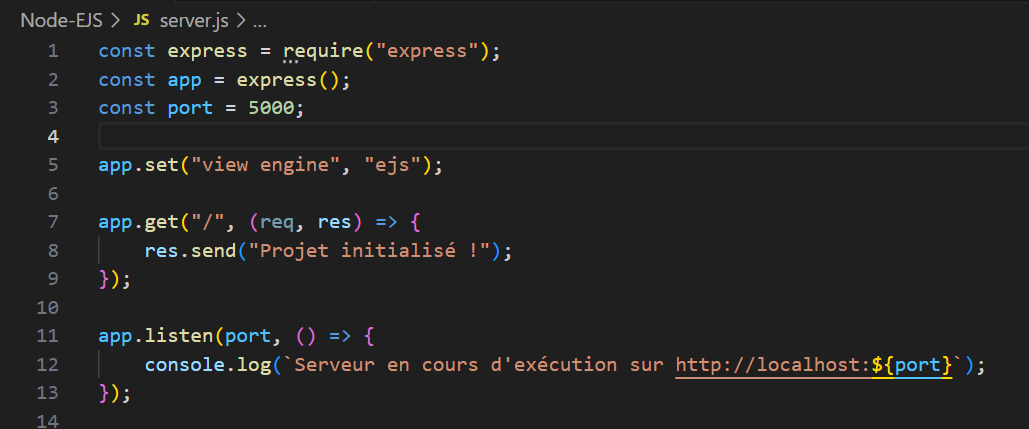 Node-EJS > JS server.js > ...
1 const express = require("express");
2 const app = express();
3 const port = 5000;
4
5 app.set("view engine", "ejs");
6
7 app.get("/", (req, res) => {
8     res.send("Projet initialisé !");
9 });
10
11 app.listen(port, () => {
12     console.log(`Serveur en cours d'exécution sur http://localhost:${port}`);
13 });
14